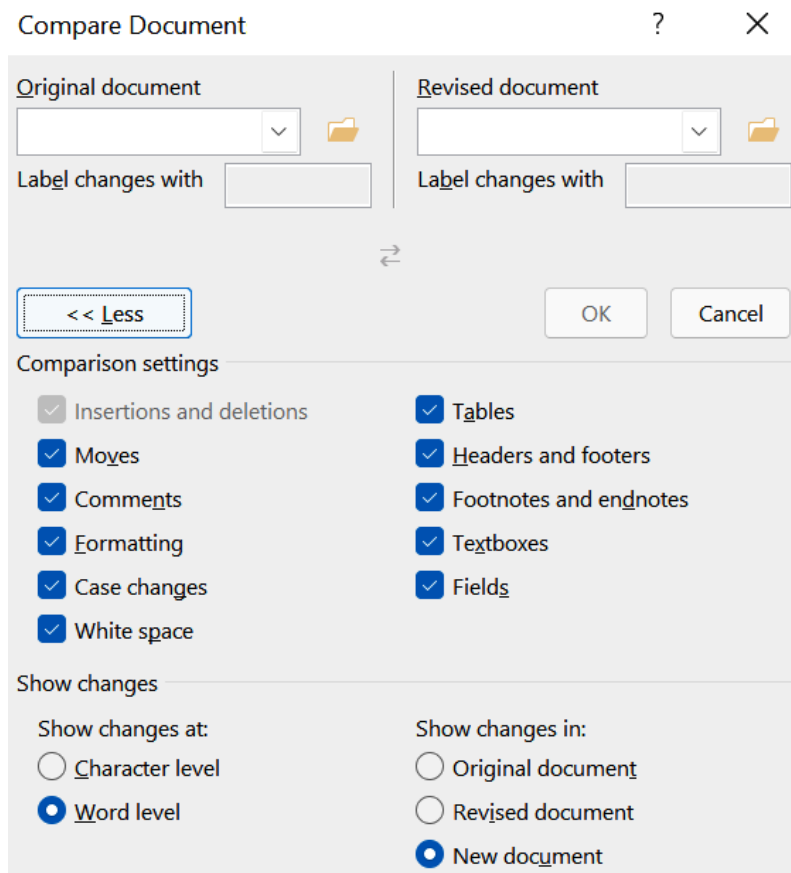 Compare Document ?
Original document
Revised document
Label changes with
Label changes with
<< Less
OK
Cancel
Comparison settings
Insertions and deletions
Moves
Comments
Formatting
Case changes
White space
Tables
Headers and footers
Footnotes and endnotes
Textboxes
Fields
Show changes
Show changes at:
Character level
Word level
Show changes in:
Original document
Revised document
New document